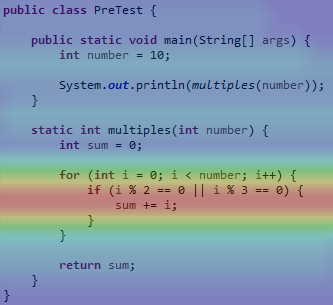 public class PreTest {
public static void main(String[] args) {
int number = 10;
System.out.println(multiples(number));
}
static int multiples(int number) {
int sum = 0;
for (int i = 0; i < number; i++) {
if (i % 2 == 0 || i % 3 == 0) {
sum += i;
}
}
return sum;
}
}